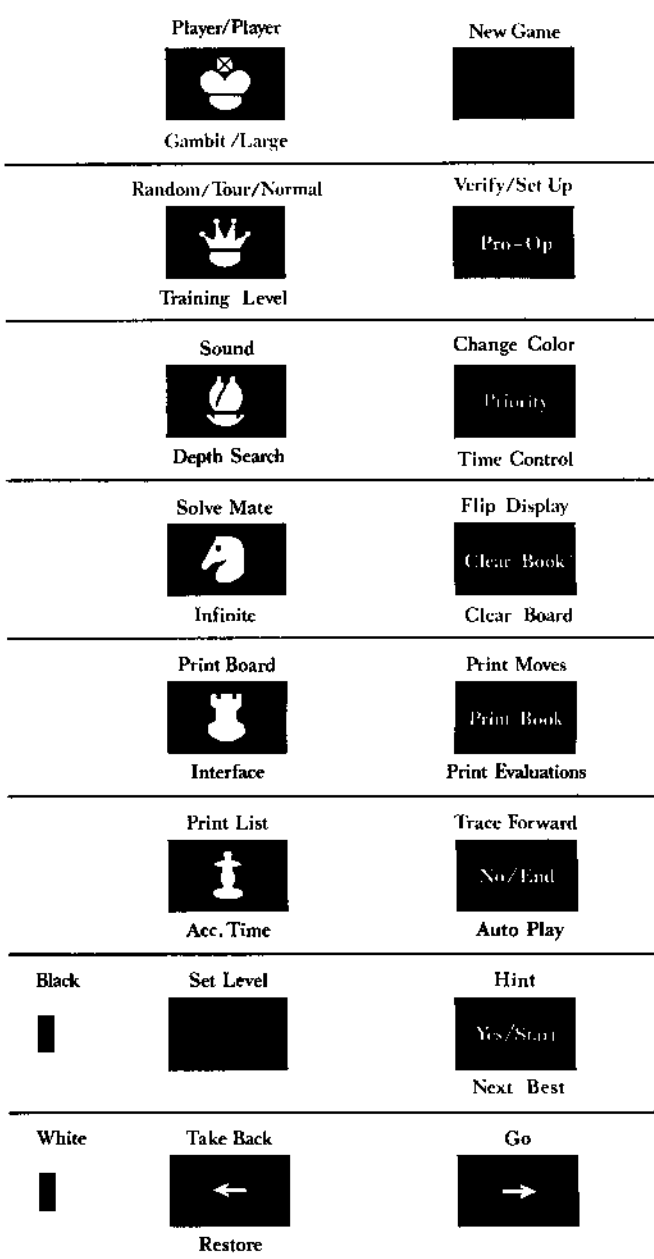 Player/Player New Game
Gambit/Large
Random/Tour/Normal Verify/Set Up
Pro-Op
Training Level
Sound Change Color
Priority
Depth Search Time Control
Solve Mate Flip Display
Clear Book
Infinite Clear Board
Print Board Print Moves
Print Book
Interface Print Evaluations
Print List Trace Forward
No/End
Acc. Time Auto Play
Black Set Level Hint
Yes/Start
Next Best
White Take Back Go
Restore